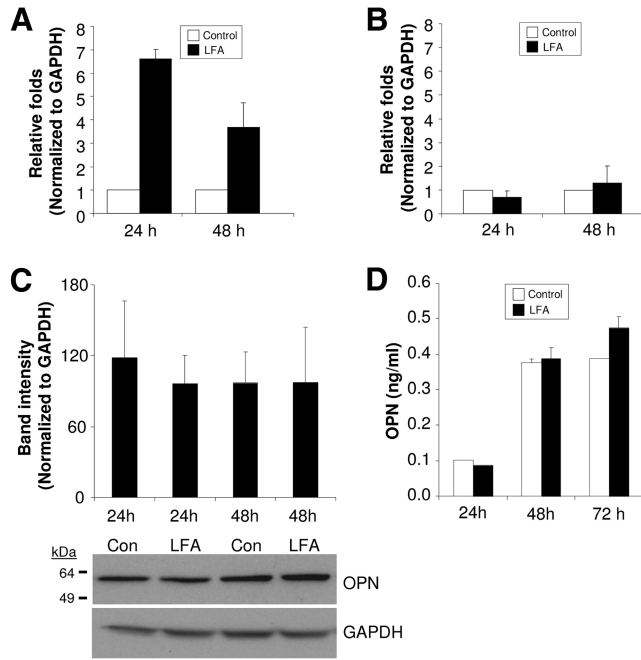 A
Relative folds
(Normalized to GAPDH)
8
7
6
5
4
3
2
1
0
Control
LFA
24 h
48 h
B
Relative folds
(Normalized to GAPDH)
8
7
6
5
4
3
2
1
0
Control
LFA
24 h
48 h
C
Band intensity
(Normalized to GAPDH)
180
120
60
0
24h
24h
48h
48h
Con
LFA
Con
LFA
kDa
64
49
OPN
GAPDH
D
OPN (ng/ml)
0.6
0.5
0.4
0.3
0.2
0.1
0.0
Control
LFA
24h
48h
72 h